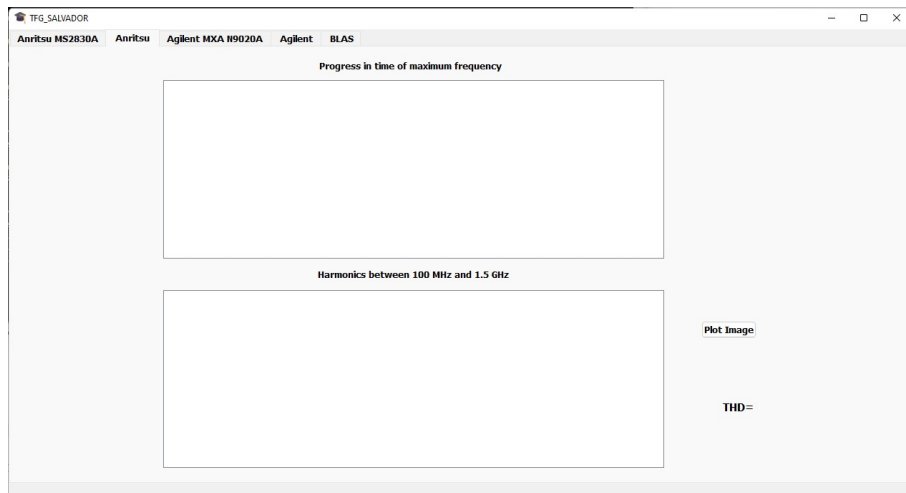 TFG_SALVADOR
Anritsu MS2830A Anritsu Agilent MXA N9020A Agilent BLAS
Progress in time of maximum frequency
Harmonics between 100 MHz and 1.5 GHz
Plot Image
THD=